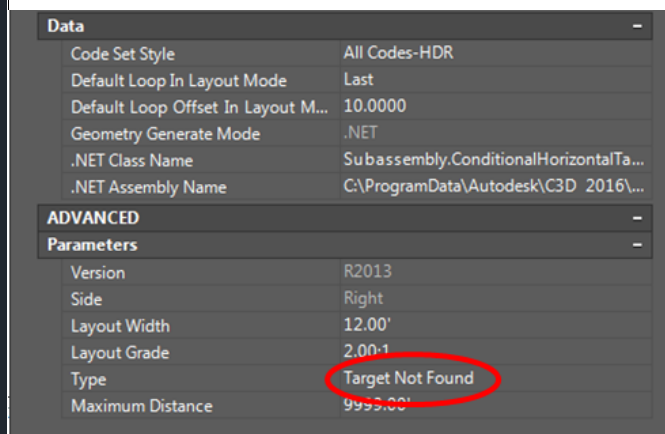 Data –
Code Set Style All Codes-HDR
Default Loop In Layout Mode Last
Default Loop Offset In Layout M... 10.0000
Geometry Generate Mode .NET
.NET Class Name Subassembly.ConditionalHorizontalTa...
.NET Assembly Name C:\ProgramData\Autodesk\C3D 2016\...
ADVANCED –
Parameters –
Version R2013
Side Right
Layout Width 12.00'
Layout Grade 2.00:1
Type Target Not Found
Maximum Distance 9999.00'